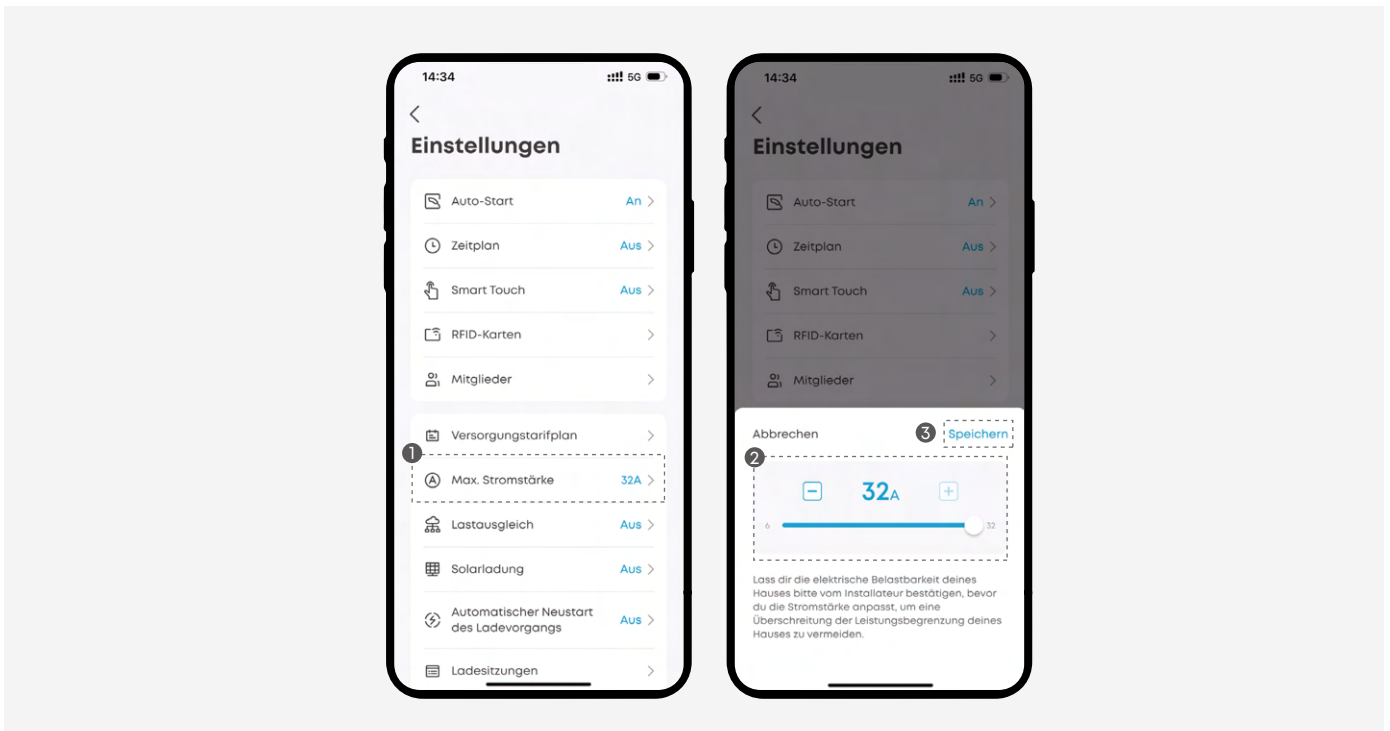 14:34
5G
Einstellungen
Auto-Start
An
Zeitplan
Aus
Smart Touch
Aus
RFID-Karten
Mitglieder
Versorgungstarifplan
1
Max. Stromstärke
32A
Lastausgleich
Aus
Solarladung
Aus
Automatischer Neustart
des Ladevorgangs
Aus
Ladesitzungen
14:34
5G
Einstellungen
Auto-Start
An
Zeitplan
Aus
Smart Touch
Aus
RFID-Karten
Mitglieder
Abbrechen
3
Speichern
2
32A
6
32
Lass dir die elektrische Belastbarkeit deines
Hauses bitte vom Installateur bestätigen, bevor
du die Stromstärke anpasst, um eine
Überschreitung der Leistungsbegrenzung deines
Hauses zu vermeiden.